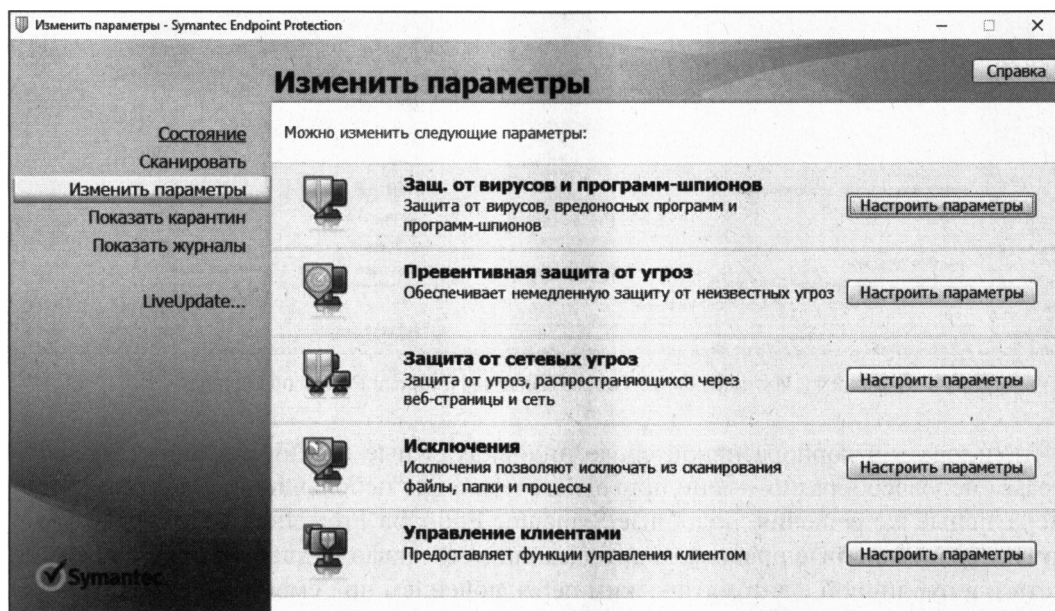 Изменить параметры - Symantec Endpoint Protection
Изменить параметры
Справка
Состояние
Сканировать
Изменить параметры
Показать карантин
Показать журналы
LiveUpdate...
Можно изменить следующие параметры:
Защ. от вирусов и программ-шпионов
Защита от вирусов, вредоносных программ и
программ-шпионов
Настроить параметры
Превентивная защита от угроз
Обеспечивает немедленную защиту от неизвестных угроз
Настроить параметры
Защита от сетевых угроз
Защита от угроз, распространяющихся через
веб-страницы и сеть
Настроить параметры
Исключения
Исключения позволяют исключать из сканирования
файлы, папки и процессы
Настроить параметры
Управление клиентами
Предоставляет функции управления клиентом
Настроить параметры
Symantec